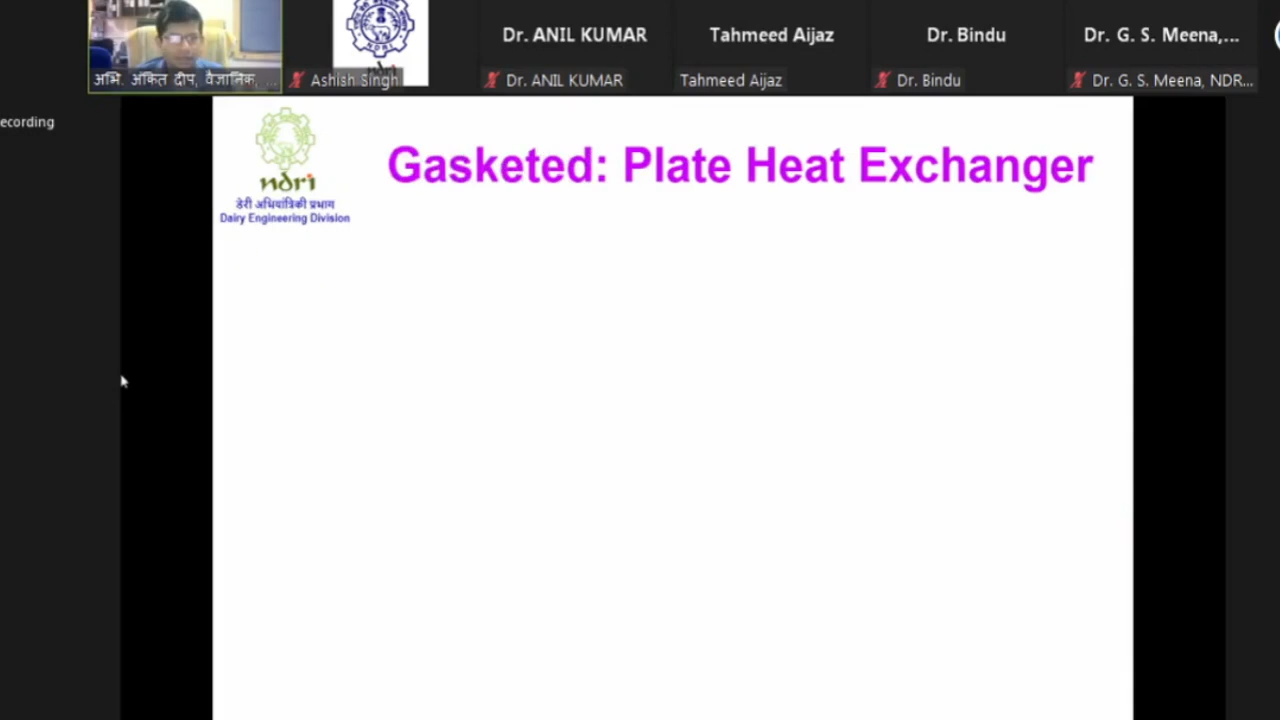 Dr. ANIL KUMAR
Tahmeed Aijaz
Dr. Bindu
Dr. G. S. Meena,...
अभि. अंकित दीप, वैज्ञानिक, ...
Ashish Singh
Dr. ANIL KUMAR
Tahmeed Aijaz
Dr. Bindu
Dr. G. S. Meena, NDR...
ecording
Gasketed: Plate Heat Exchanger
ndri
डेरी अभियांत्रिकी प्रभाग
Dairy Engineering Division